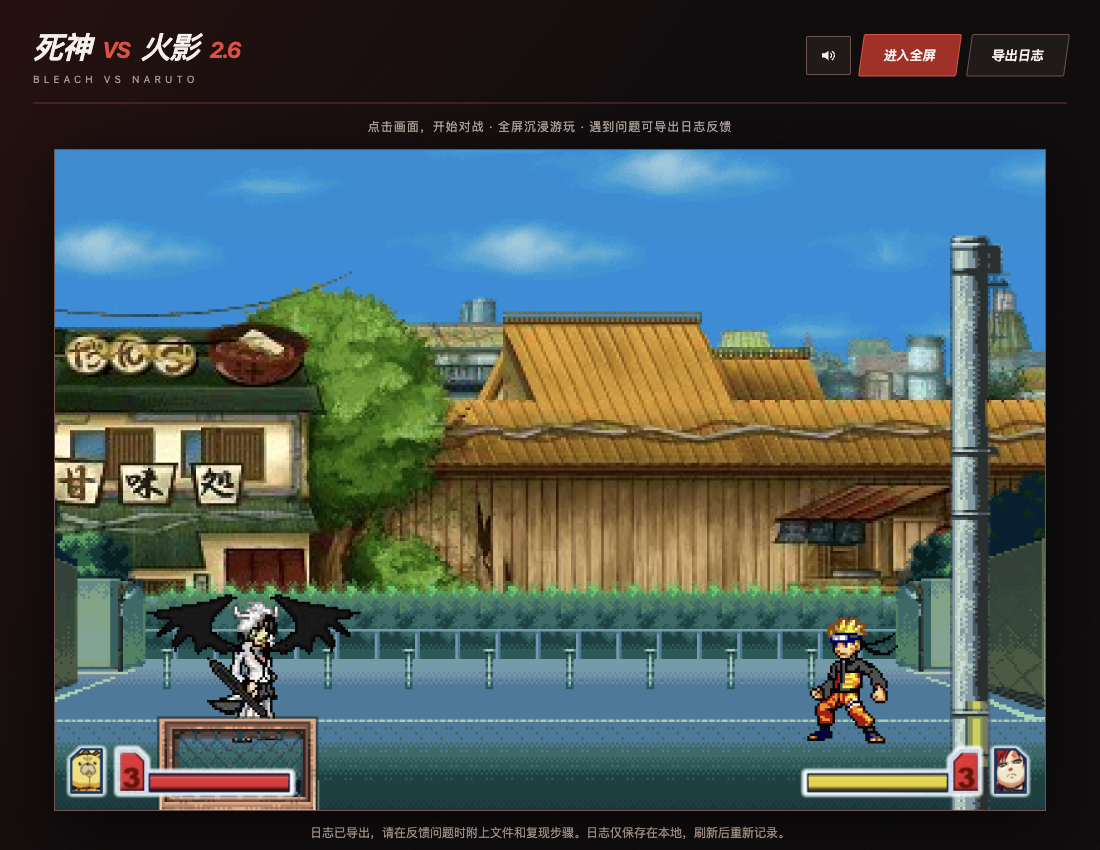 死神 VS 火影 2.6
BLEACH VS NARUTO
进入全屏
导出日志
点击画面，开始对战 · 全屏沉浸游玩 · 遇到问题可导出日志反馈
だんご
甘味処
3
3
日志已导出，请在反馈问题时附上文件和复现步骤。日志仅保存在本地，刷新后重新记录。